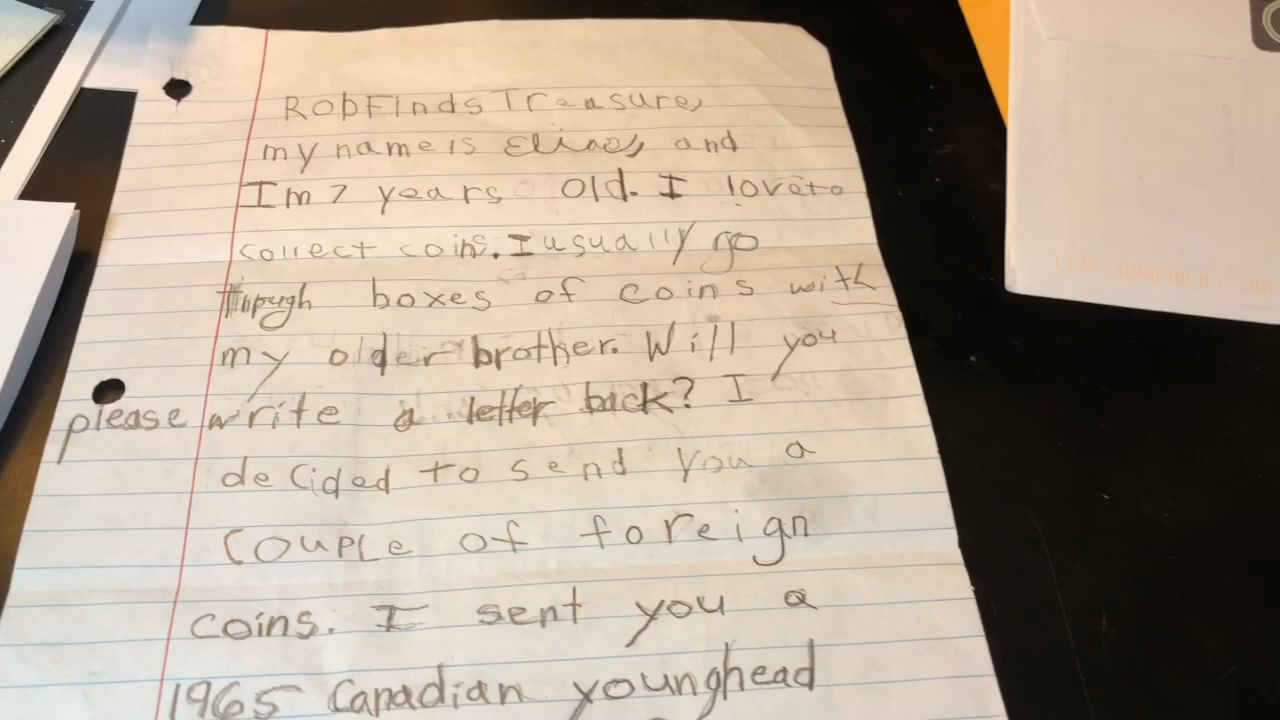 RobFinds Treasure,
my name is Elias, and
Im 7 years old. I love to
collect coins. I usually go
through boxes of coins with
my older brother. Will you
please write a letter back? I
decided to send you a
couple of foreign
coins. I sent you a
1965 Canadian younghead